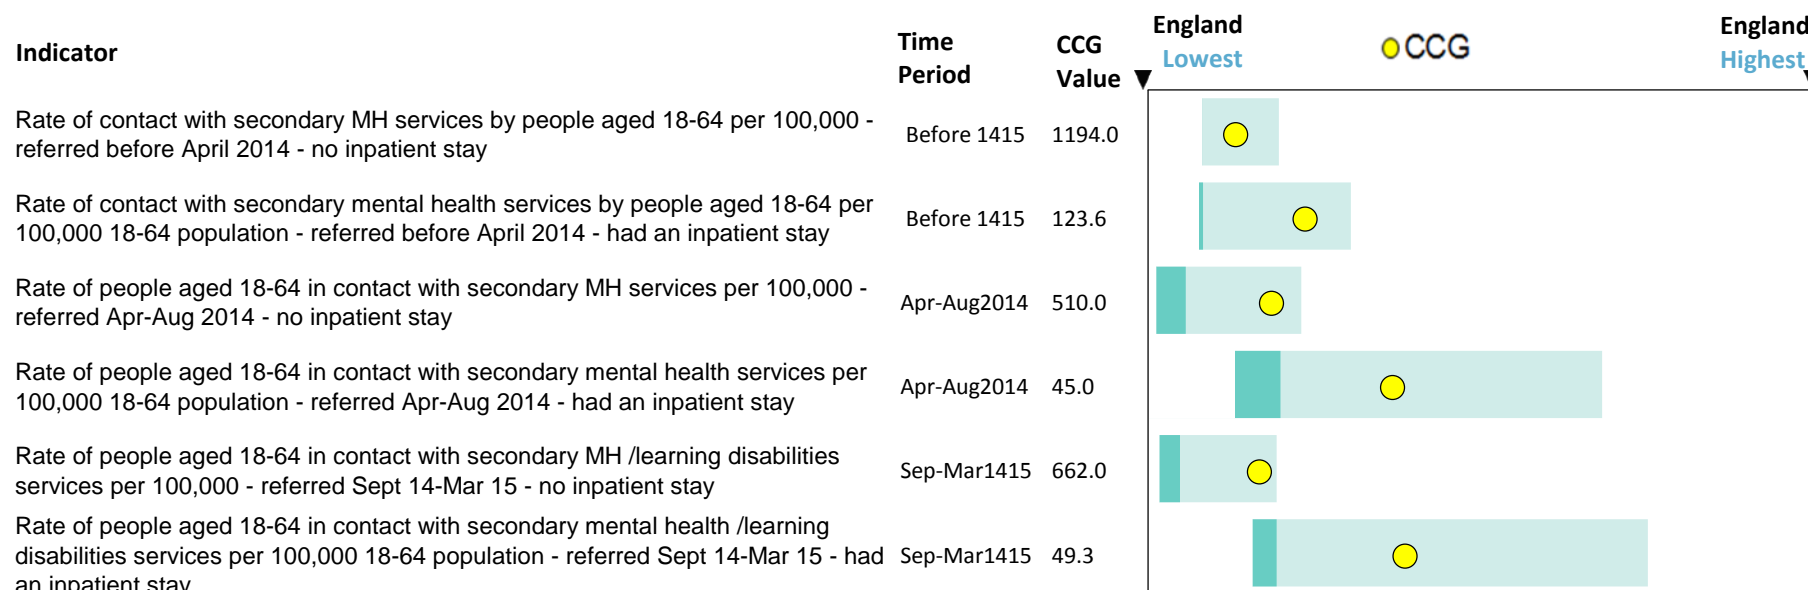 Indicator
Time Period
CCG Value
England Lowest
CCG
England Highest
Rate of contact with secondary MH services by people aged 18-64 per 100,000 -
referred before April 2014 - no inpatient stay
Before 1415 1194.0
Rate of contact with secondary mental health services by people aged 18-64 per
100,000 18-64 population - referred before April 2014 - had an inpatient stay
Before 1415 123.6
Rate of people aged 18-64 in contact with secondary MH services per 100,000 -
referred Apr-Aug 2014 - no inpatient stay
Apr-Aug2014 510.0
Rate of people aged 18-64 in contact with secondary mental health services per
100,000 18-64 population - referred Apr-Aug 2014 - had an inpatient stay
Apr-Aug2014 45.0
Rate of people aged 18-64 in contact with secondary MH /learning disabilities
services per 100,000 - referred Sept 14-Mar 15 - no inpatient stay
Sep-Mar1415 662.0
Rate of people aged 18-64 in contact with secondary mental health /learning
disabilities services per 100,000 18-64 population - referred Sept 14-Mar 15 - had
an inpatient stay
Sep-Mar1415 49.3